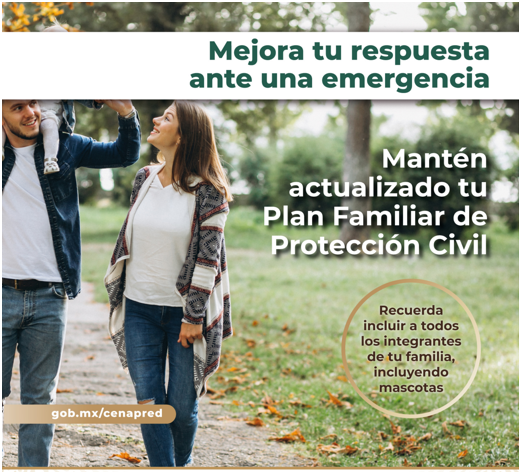 Mejora tu respuesta
ante una emergencia
Mantén
actualizado tu
Plan Familiar de
Protección Civil
Recuerda
incluir a todos
los integrantes
de tu familia,
incluyendo
mascotas
gob.mx/cenapred